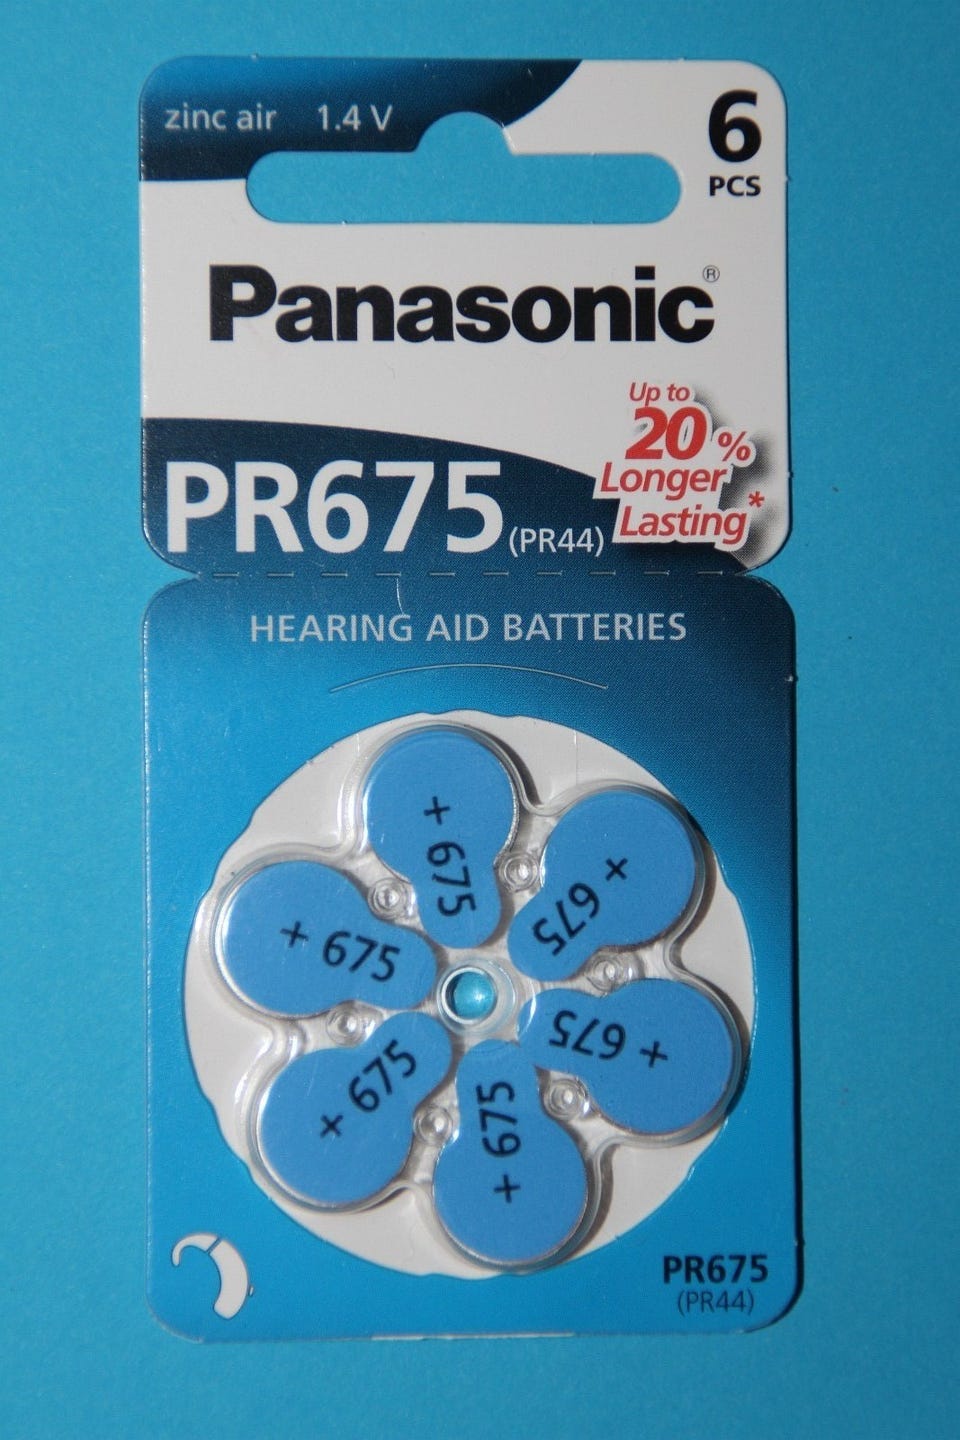 zinc air 1.4 V
6
PCS
Panasonic®
Up to
20%
Longer
Lasting*
PR675 (PR44)
HEARING AID BATTERIES
+ 675
+ 675
+ 675
+ 675
+ 675
+ 675
PR675
(PR44)